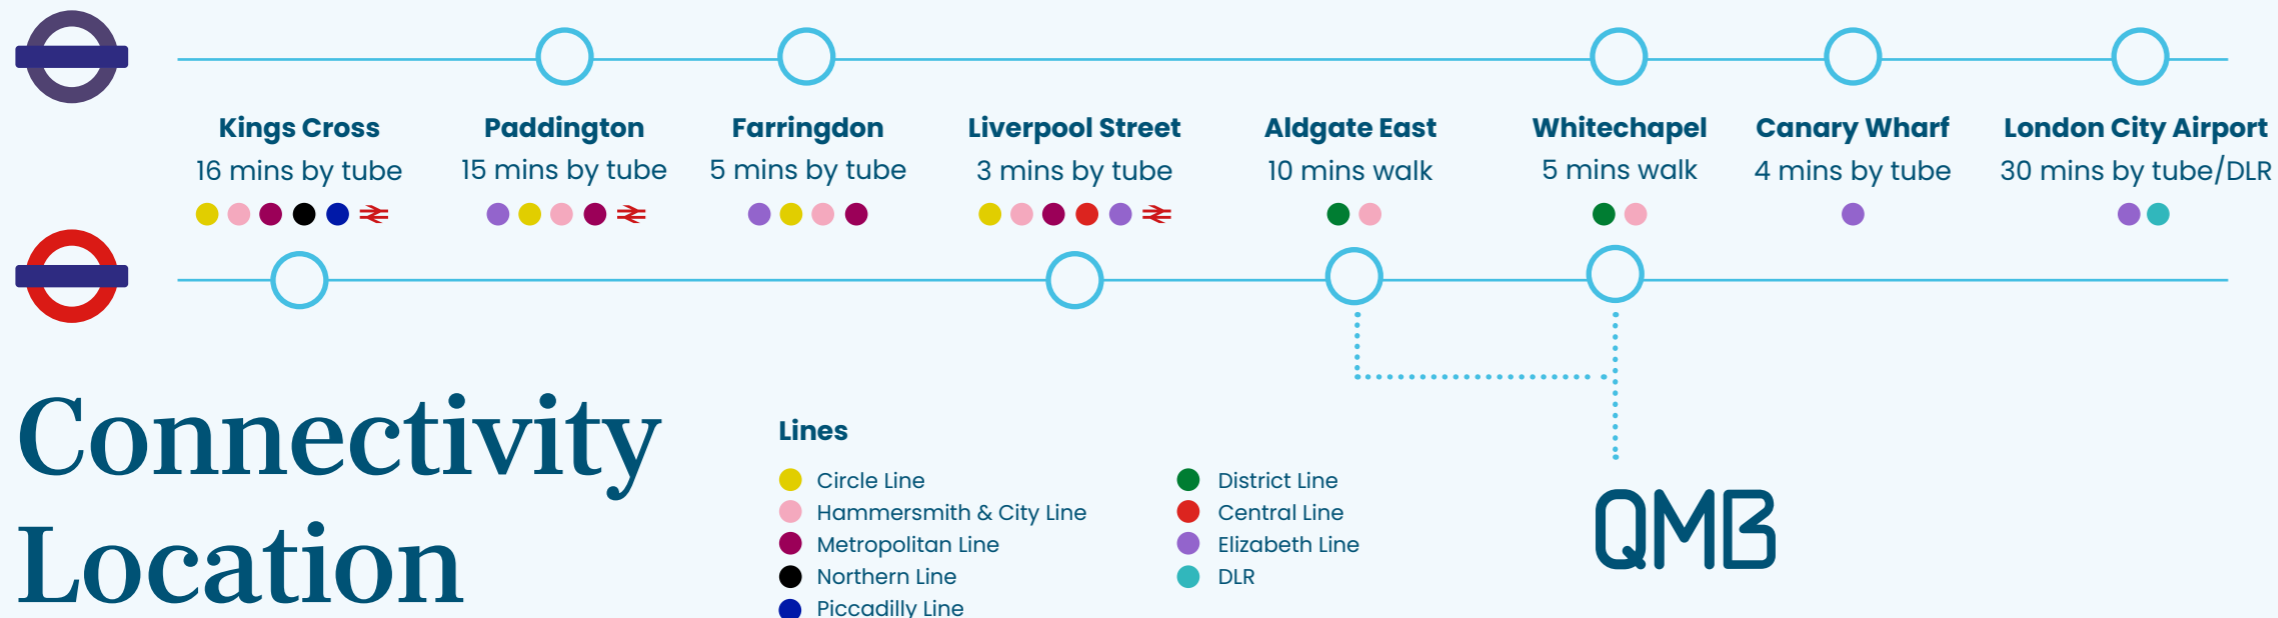 Kings Cross
16 mins by tube
Paddington
15 mins by tube
Farringdon
5 mins by tube
Liverpool Street
3 mins by tube
Aldgate East
10 mins walk
Whitechapel
5 mins walk
Canary Wharf
4 mins by tube
London City Airport
30 mins by tube/DLR
Connectivity
Location
Lines
Circle Line
Hammersmith & City Line
Metropolitan Line
Northern Line
Piccadilly Line
District Line
Central Line
Elizabeth Line
DLR
QMB